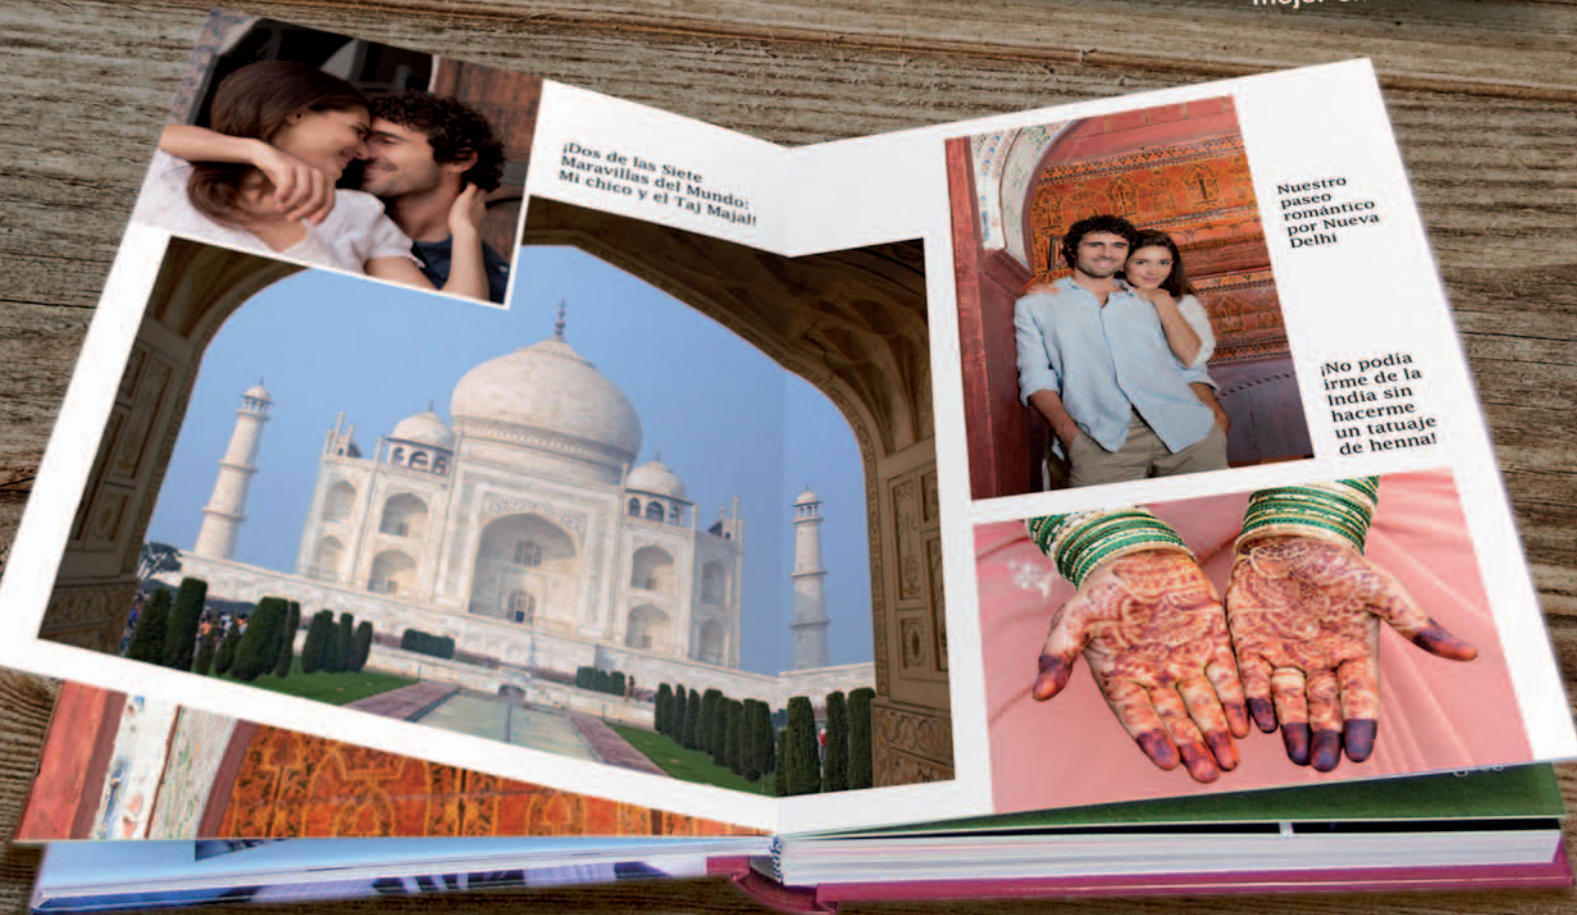 ¡Dos de las Siete
Maravillas del Mundo:
Mi chico y el Taj Majal!
Nuestro
paseo
romántico
por Nueva
Delhi
¡No podía
irme de la
India sin
hacerme
un tatuaje
de henna!